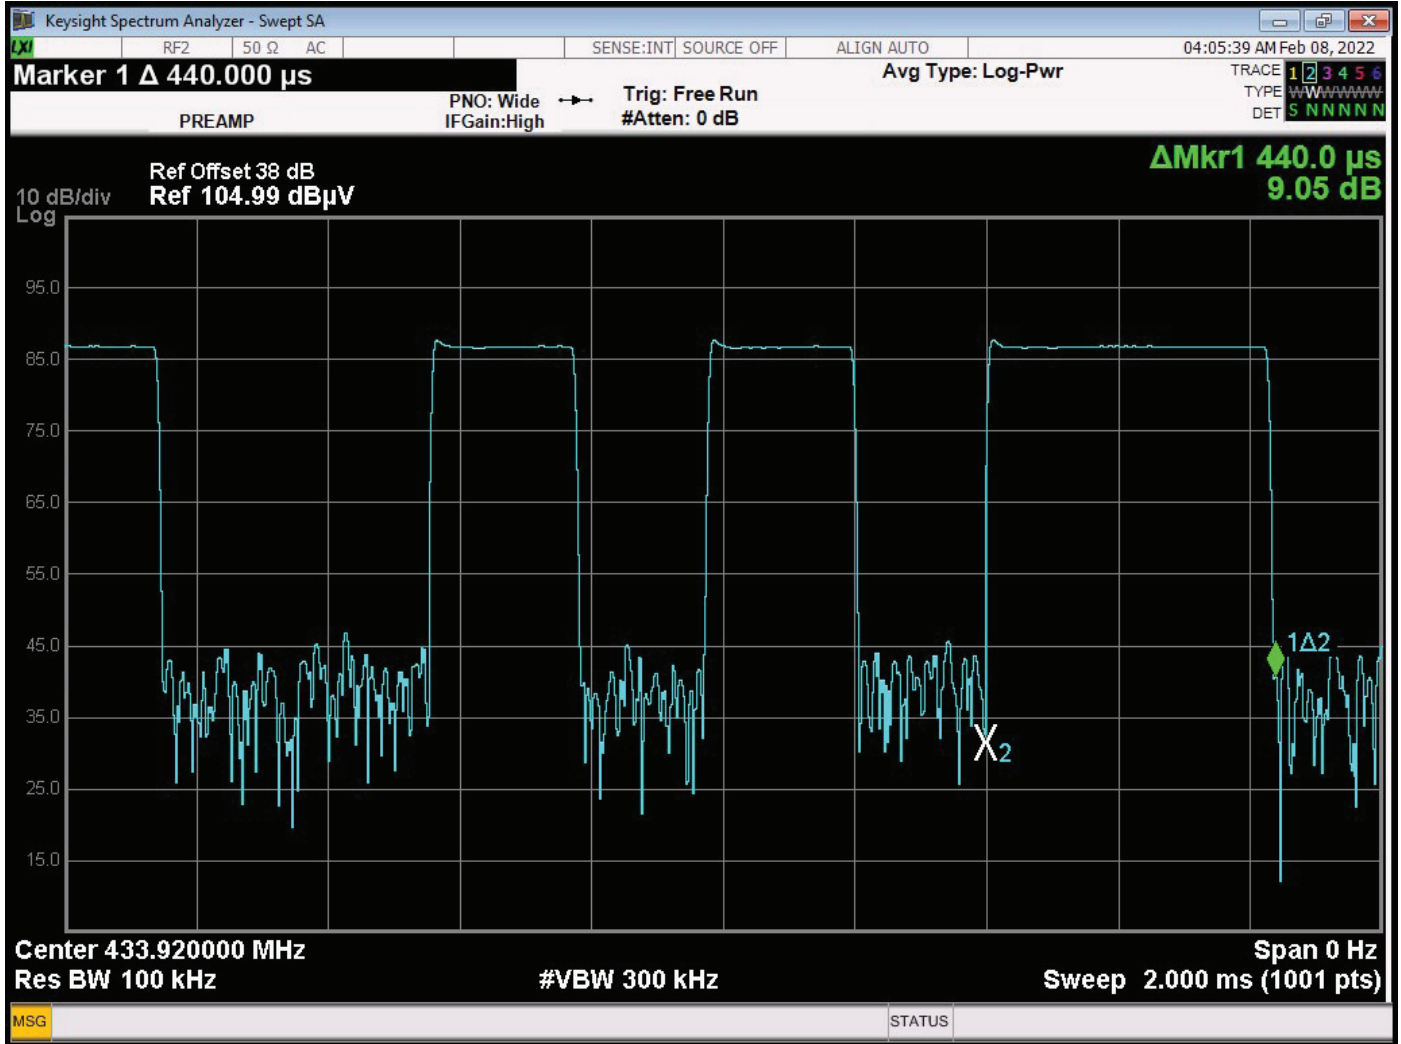 Keysight Spectrum Analyzer - Swept SA
LXI RF2 50 Ω AC SENSE:INT SOURCE OFF ALIGN AUTO 04:05:39 AM Feb 08, 2022
Marker 1 Δ 440.000 µs
Avg Type: Log-Pwr
TRACE 1 2 3 4 5 6
TYPE WWWWWW
DET S N N N N N
PREAMP
PNO: Wide
IFGain:High
Trig: Free Run
#Atten: 0 dB
ΔMkr1 440.0 µs
9.05 dB
Ref Offset 38 dB
10 dB/div Ref 104.99 dBµV
Log
95.0
85.0
75.0
65.0
55.0
45.0
1Δ2
35.0
X2
25.0
15.0
Center 433.920000 MHz Span 0 Hz
Res BW 100 kHz #VBW 300 kHz Sweep 2.000 ms (1001 pts)
MSG STATUS